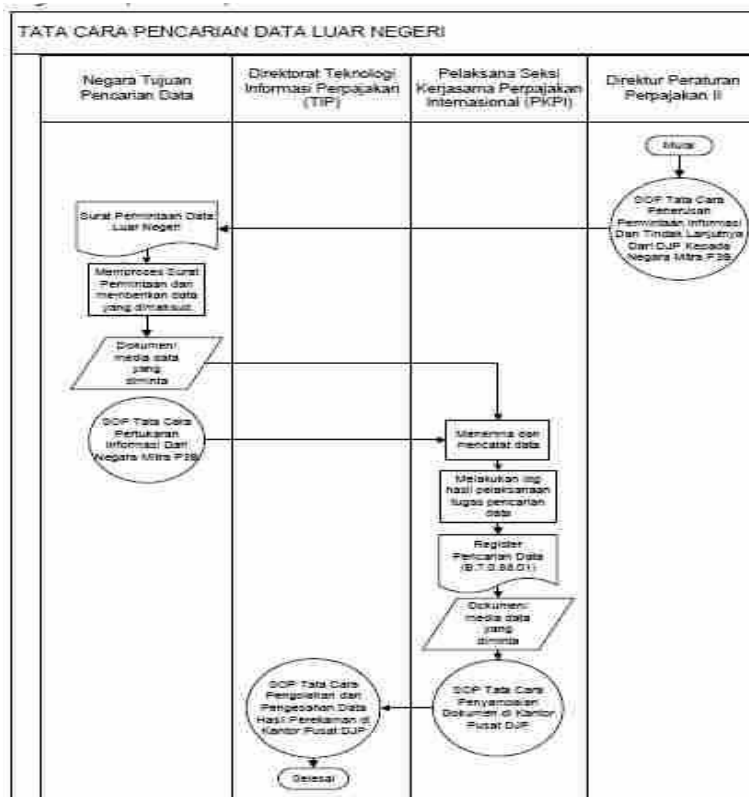 TATA CARA PENCARIAN DATA LUAR NEGERI
Negara Tujuan
Pencarian Data
Direktorat Teknologi
Informasi Perpajakan
(TIP)
Pelaksana Seksi
Kerjasama Perpajakan
Internasional (PKPI)
Direktur Peraturan
Perpajakan II
Mulai
SOP Tata Cara
Penerusan
Permintaan Informasi
Dan Tindak Lanjutnya
Dari DJP Kepada
Negara Mitra P3B
Surat Permintaan Data
Luar Negeri
Memproses Surat
Permintaan dan
memberikan data
yang dimaksud
Dokumen/
media data
yang
diminta
SOP Tata Cara
Pertukaran
Informasi Dari
Negara Mitra P3B
Menerima dan
mencatat data
Melakukan log
hasil pelaksanaan
tugas pencarian
data
Register
Pencarian Data
Dokumen/
media data
yang
diminta
SOP Tata Cara
Penyampaian
Dokumen di Kantor
Pusat DJP
SOP Tata Cara
Pengolahan dan
Pengesahan Data
Hasil Perekaman di
Kantor Pusat DJP
Selesai